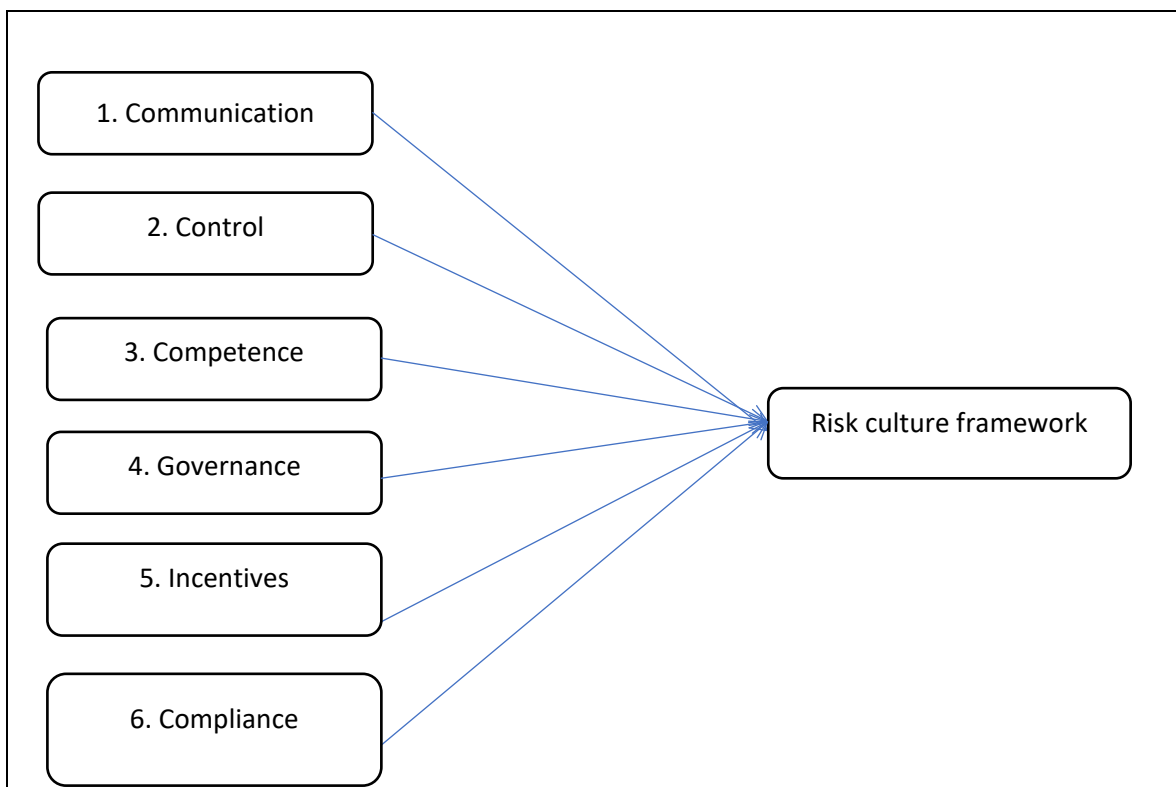 1. Communication
2. Control
3. Competence
4. Governance
5. Incentives
6. Compliance
Risk culture framework